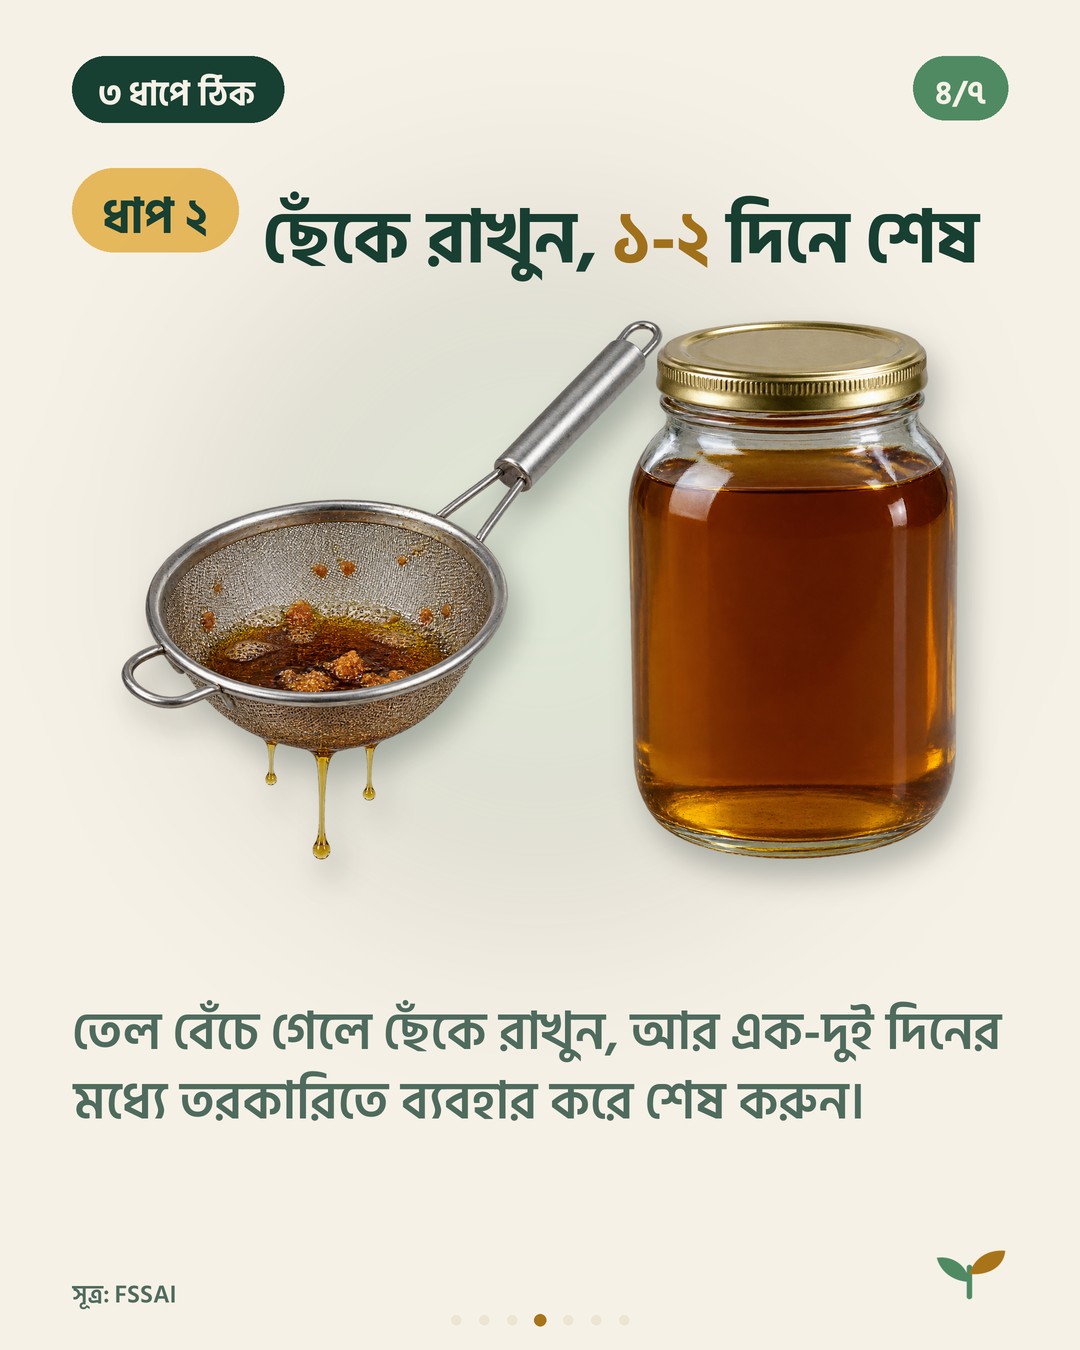 ৩ ধাপে ঠিক
৪/৭
ধাপ ২
ছেঁকে রাখুন, ১-২ দিনে শেষ
তেল বেঁচে গেলে ছেঁকে রাখুন, আর এক-দুই দিনের
মধ্যে তরকারিতে ব্যবহার করে শেষ করুন।
সূত্র: FSSAI